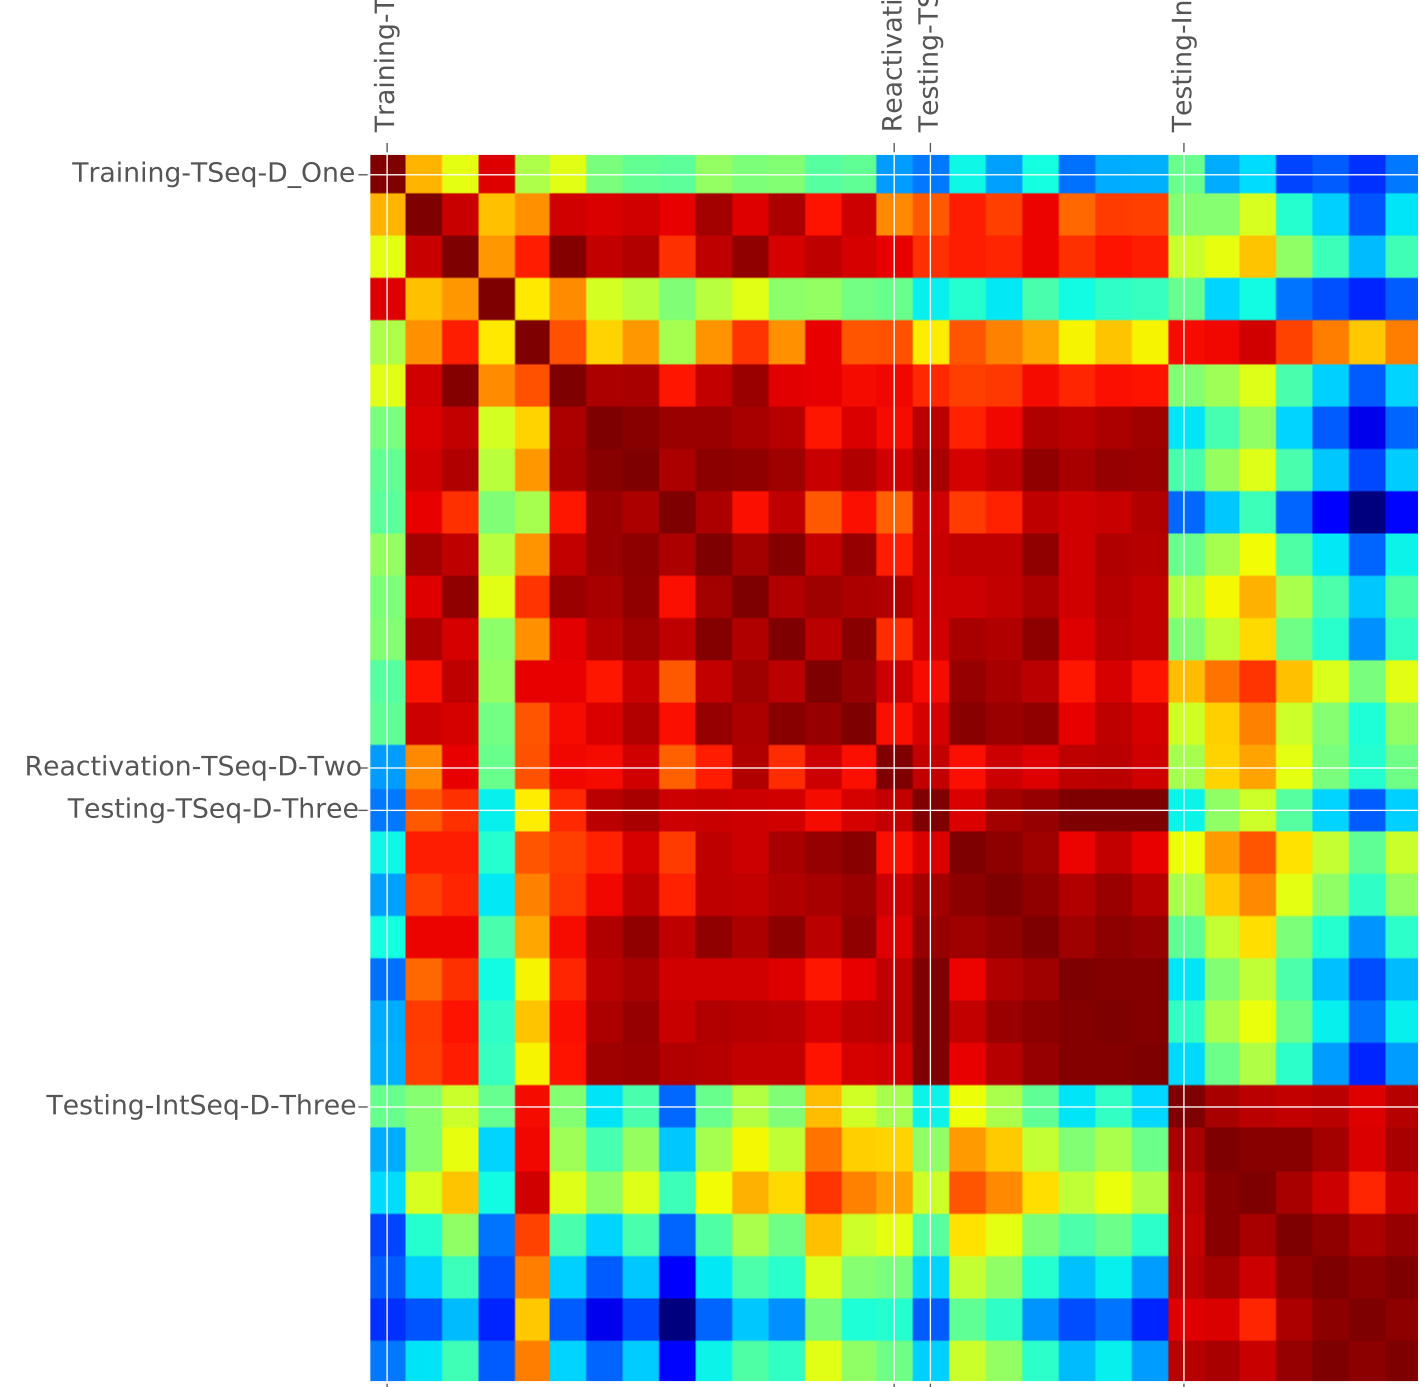 Training-T
Reactivati
Testing-TS
Testing-In
Training-TSeq-D_One
Reactivation-TSeq-D-Two
Testing-TSeq-D-Three
Testing-IntSeq-D-Three